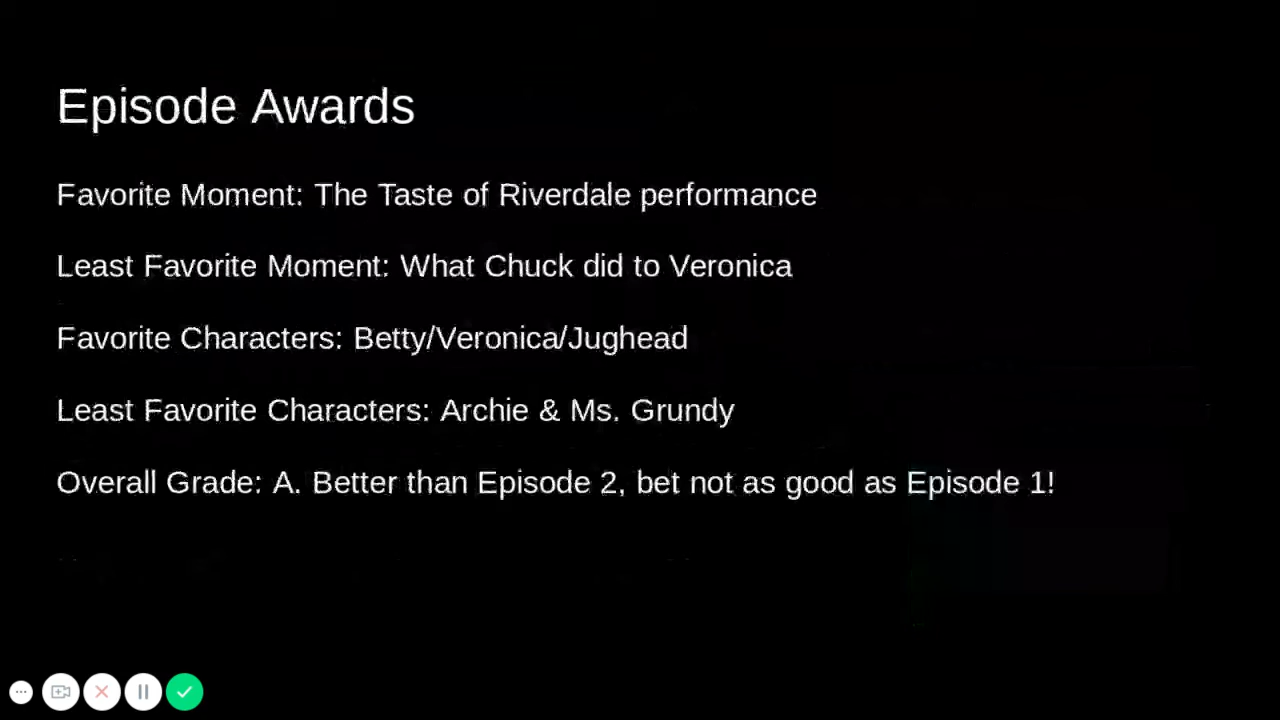 Episode Awards
Favorite Moment: The Taste of Riverdale performance
Least Favorite Moment: What Chuck did to Veronica
Favorite Characters: Betty/Veronica/Jughead
Least Favorite Characters: Archie & Ms. Grundy
Overall Grade: A. Better than Episode 2, bet not as good as Episode 1!